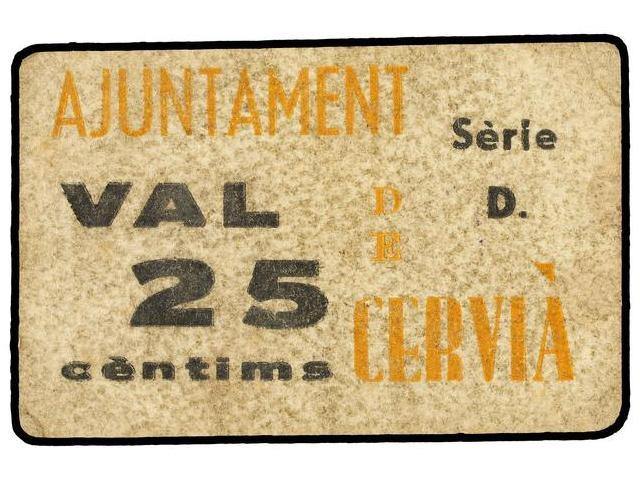 AJUNTAMENT
Sèrie
D.
VAL
25
cèntims
D
E
CERVIÀ